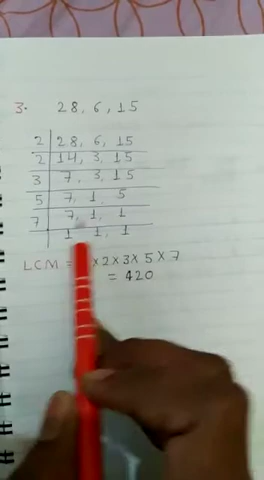 3. 28, 6, 15
2 28, 6, 15
2 14, 3, 15
3 7, 3, 15
5 7, 1, 5
7 7, 1, 1
1, 1, 1
LCM = × 2 × 3 × 5 × 7
= 420